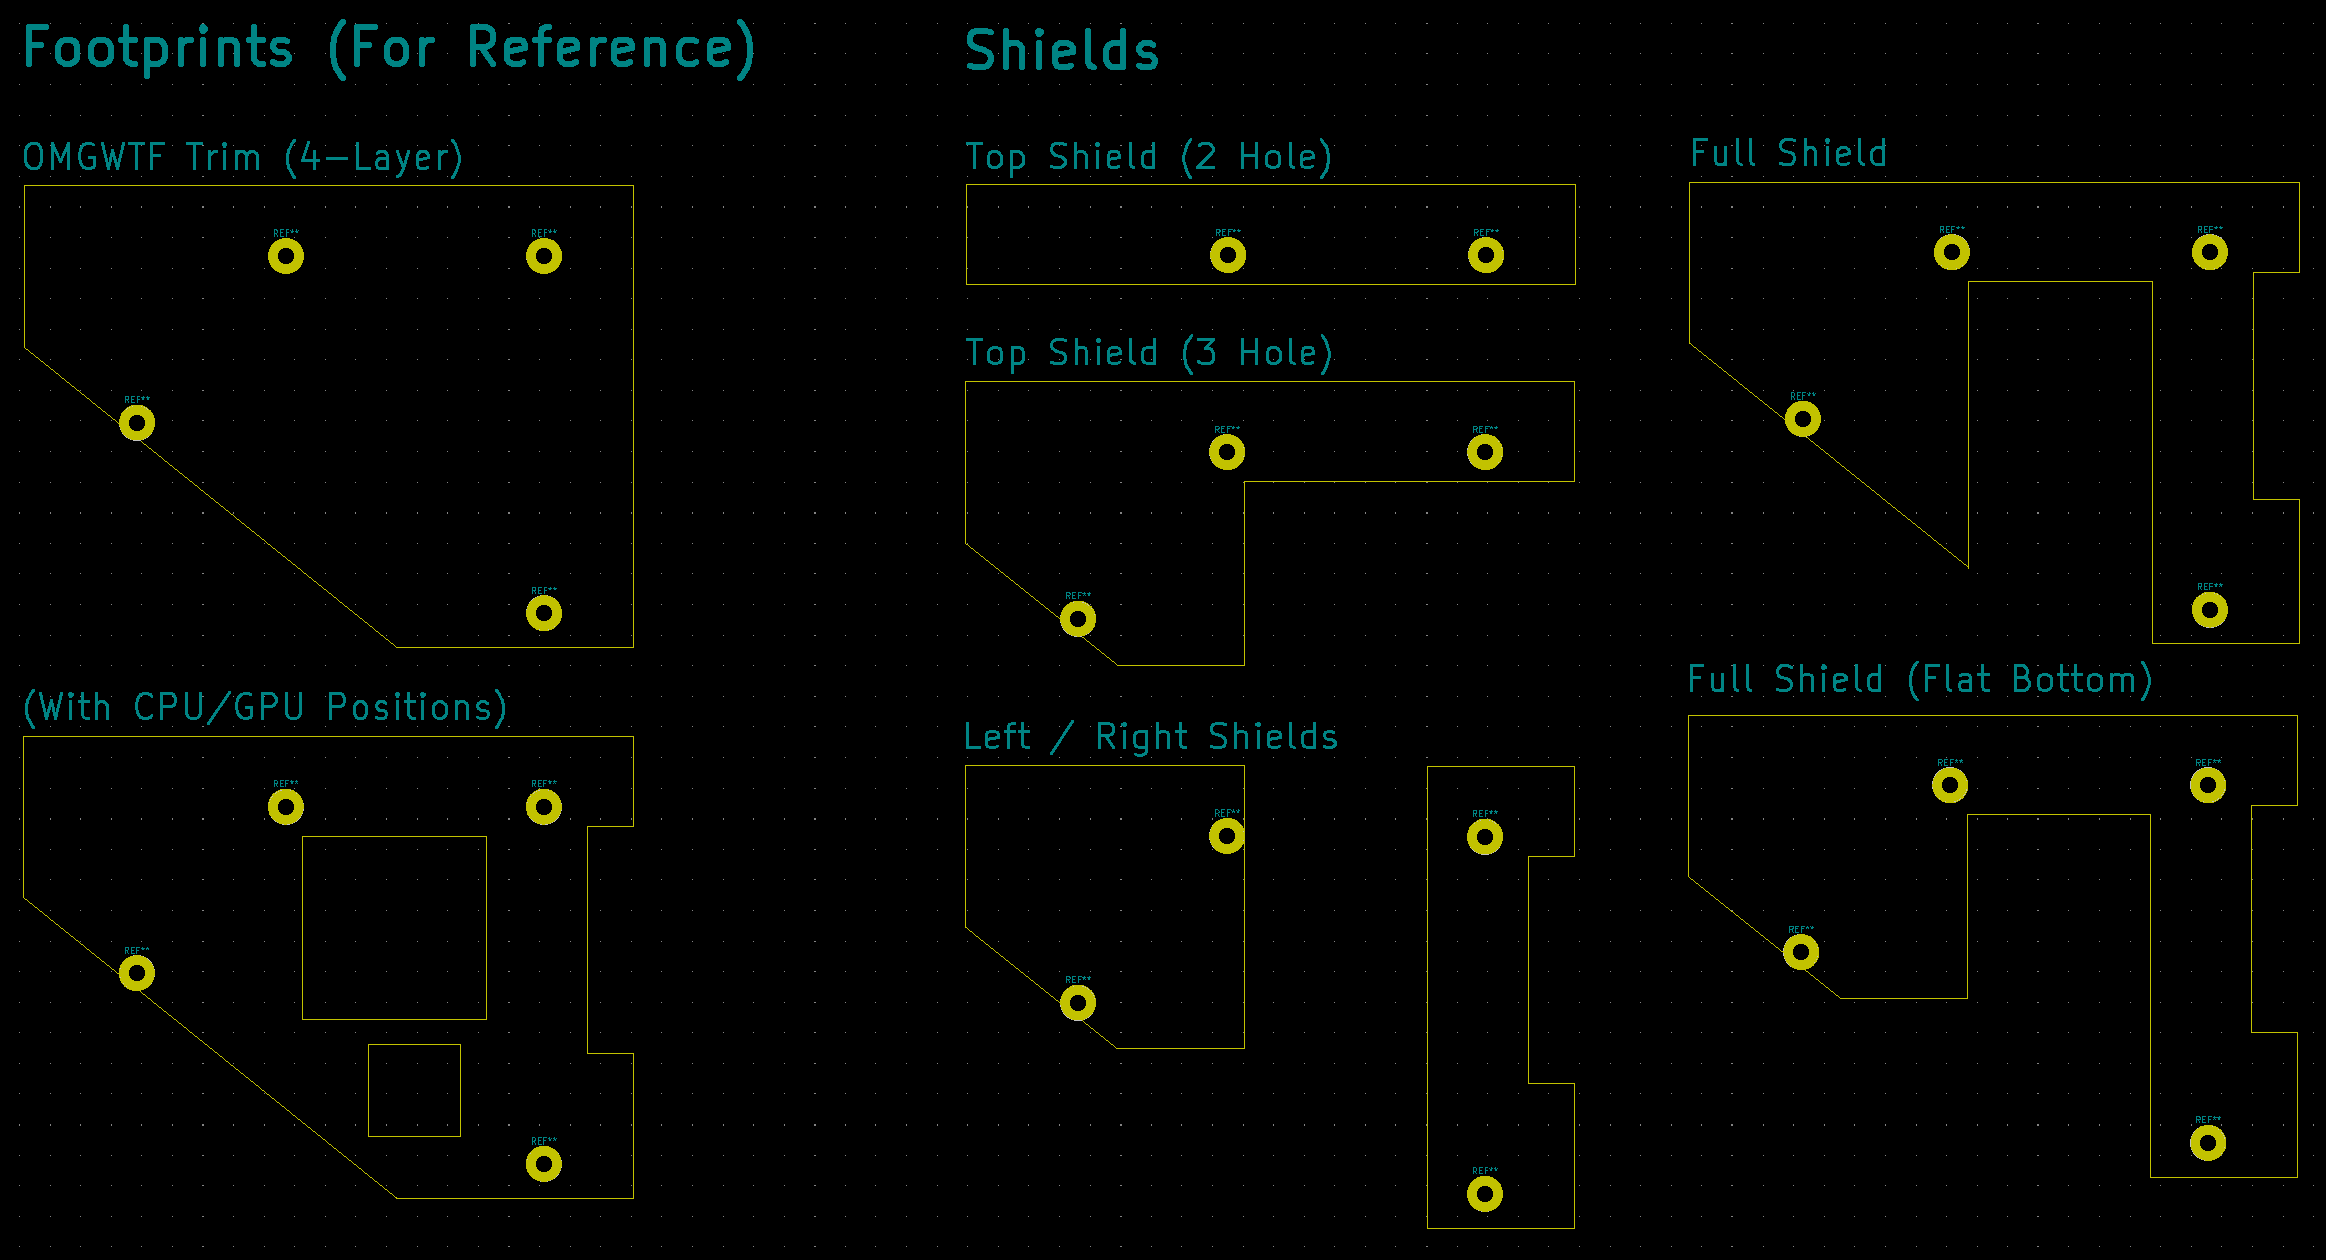 Footprints (For Reference)
OMGWTF Trim (4-Layer)
REF**
REF**
REF**
REF**
(With CPU/GPU Positions)
REF**
REF**
REF**
REF**
Shields
Top Shield (2 Hole)
REF**
REF**
Top Shield (3 Hole)
REF**
REF**
REF**
Left / Right Shields
REF**
REF**
REF**
REF**
Full Shield
REF**
REF**
REF**
REF**
Full Shield (Flat Bottom)
REF**
REF**
REF**
REF**